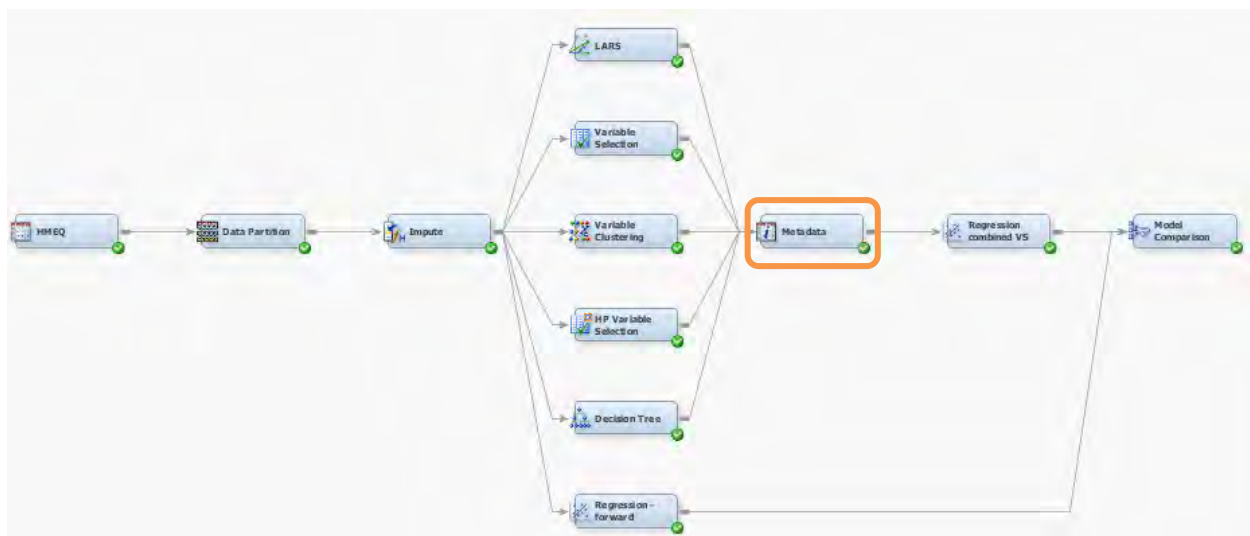 LARS
Variable
Selection
HMEQ
Data Partition
Impute
Variable
Clustering
Metadata
Regression
combined VS
Model
Comparison
HP Variable
Selection
Decision Tree
Regression -
forward